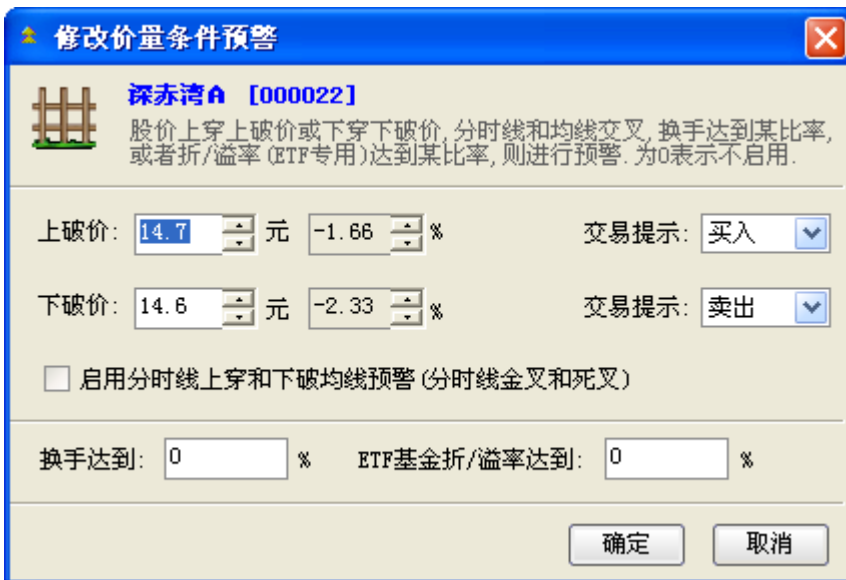 修改价量条件预警
深赤湾A [000022]
股价上穿上破价或下穿下破价,分时线和均线交叉,换手达到某比率,
或者折/溢率(ETF专用)达到某比率,则进行预警.为0表示不启用.
上破价: 14.7 元 -1.66 % 交易提示: 买入
下破价: 14.6 元 -2.33 % 交易提示: 卖出
启用分时线上穿和下破均线预警(分时线金叉和死叉)
换手达到: 0 % ETF基金折/溢率达到: 0 %
确定 取消